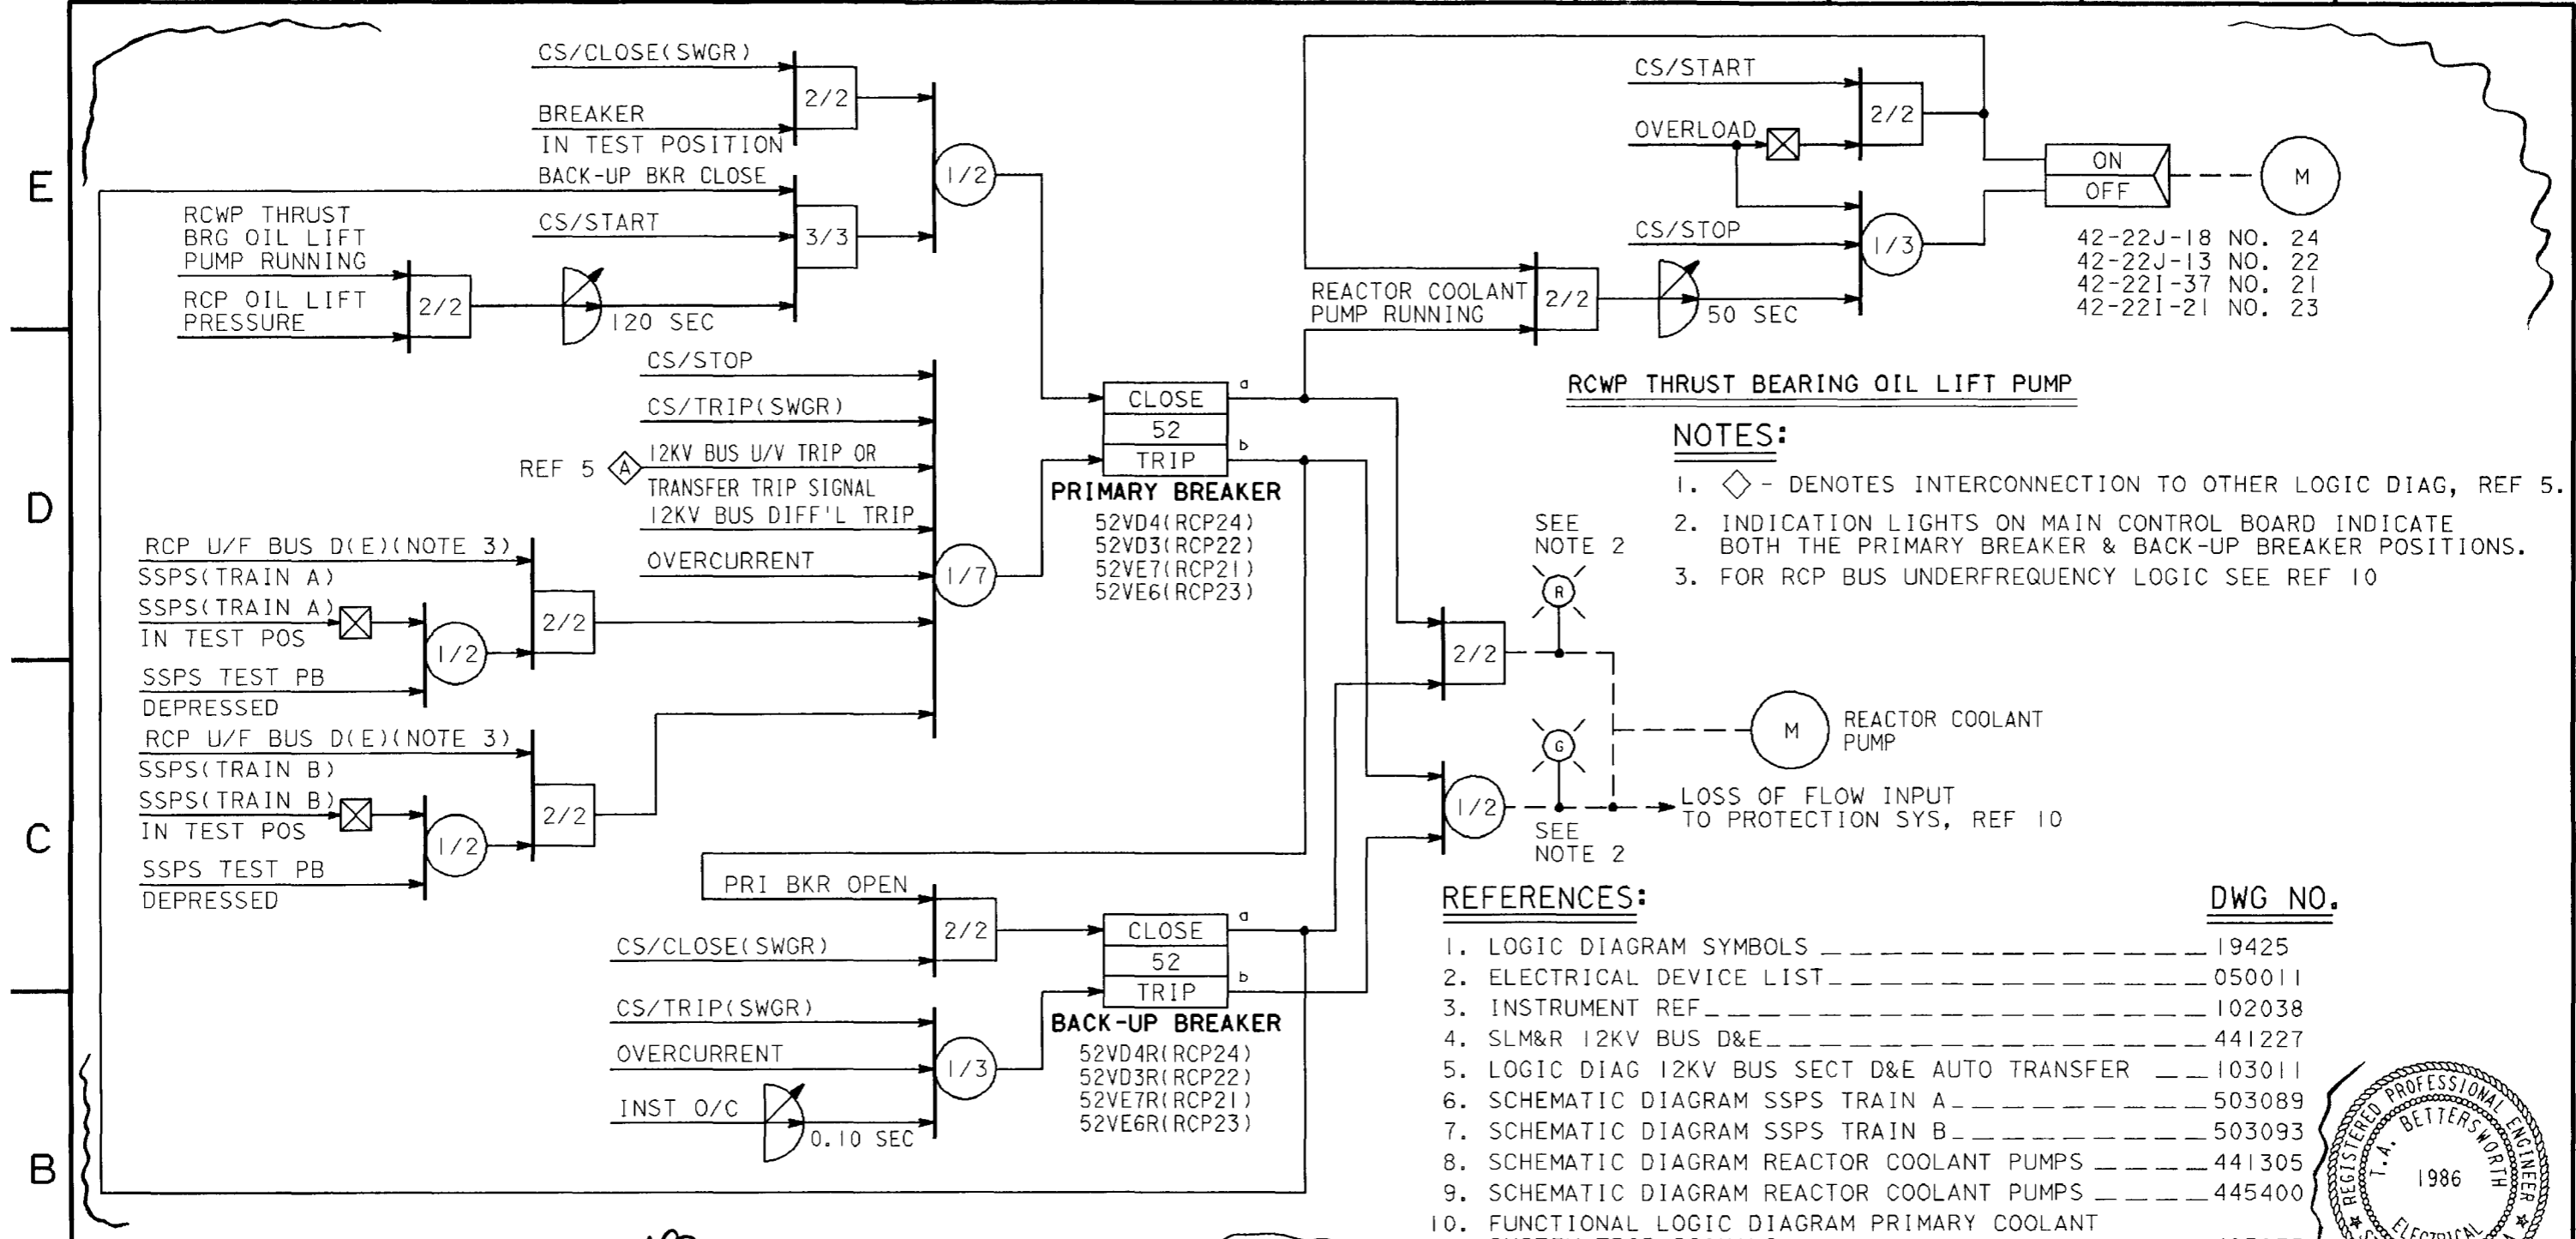 CS/CLOSE(SWGR)
2/2
BREAKER
IN TEST POSITION
BACK-UP BKR CLOSE
1/2
RCWP THRUST
BRG OIL LIFT
PUMP RUNNING
CS/START
3/3
RCP OIL LIFT
PRESSURE
2/2
120 SEC
CS/STOP
CS/TRIP(SWGR)
REF 5
A
12KV BUS U/V TRIP OR
TRANSFER TRIP SIGNAL
12KV BUS DIFF'L TRIP
OVERCURRENT
1/7
RCP U/F BUS D(E)(NOTE 3)
SSPS(TRAIN A)
SSPS(TRAIN A)
IN TEST POS
1/2
2/2
SSPS TEST PB
DEPRESSED
RCP U/F BUS D(E)(NOTE 3)
SSPS(TRAIN B)
SSPS(TRAIN B)
IN TEST POS
1/2
2/2
SSPS TEST PB
DEPRESSED
CLOSE
a
52
b
TRIP
PRIMARY BREAKER
52VD4(RCP24)
52VD3(RCP22)
52VE7(RCP21)
52VE6(RCP23)
PRI BKR OPEN
2/2
CS/CLOSE(SWGR)
CS/TRIP(SWGR)
OVERCURRENT
1/3
INST O/C
0.10 SEC
CLOSE
a
52
b
TRIP
BACK-UP BREAKER
52VD4R(RCP24)
52VD3R(RCP22)
52VE7R(RCP21)
52VE6R(RCP23)
CS/START
OVERLOAD
2/2
CS/STOP
1/3
REACTOR COOLANT
PUMP RUNNING
2/2
50 SEC
ON
OFF
M
42-22J-18 NO. 24
42-22J-13 NO. 22
42-22I-37 NO. 21
42-22I-21 NO. 23
RCWP THRUST BEARING OIL LIFT PUMP
NOTES:
1. ◇ - DENOTES INTERCONNECTION TO OTHER LOGIC DIAG, REF 5.
2. INDICATION LIGHTS ON MAIN CONTROL BOARD INDICATE
BOTH THE PRIMARY BREAKER & BACK-UP BREAKER POSITIONS.
3. FOR RCP BUS UNDERFREQUENCY LOGIC SEE REF 10
SEE
NOTE 2
R
2/2
G
1/2
SEE
NOTE 2
M
REACTOR COOLANT
PUMP
LOSS OF FLOW INPUT
TO PROTECTION SYS, REF 10
REFERENCES: DWG NO.
1. LOGIC DIAGRAM SYMBOLS 19425
2. ELECTRICAL DEVICE LIST 050011
3. INSTRUMENT REF 102038
4. SLM&R 12KV BUS D&E 441227
5. LOGIC DIAG 12KV BUS SECT D&E AUTO TRANSFER 103011
6. SCHEMATIC DIAGRAM SSPS TRAIN A 503089
7. SCHEMATIC DIAGRAM SSPS TRAIN B 503093
8. SCHEMATIC DIAGRAM REACTOR COOLANT PUMPS 441305
9. SCHEMATIC DIAGRAM REACTOR COOLANT PUMPS 445400
10. FUNCTIONAL LOGIC DIAGRAM PRIMARY COOLANT
REGISTERED PROFESSIONAL ENGINEER
T.A. BETTERSWORTH
1986
ELECTRICAL
E
D
C
B